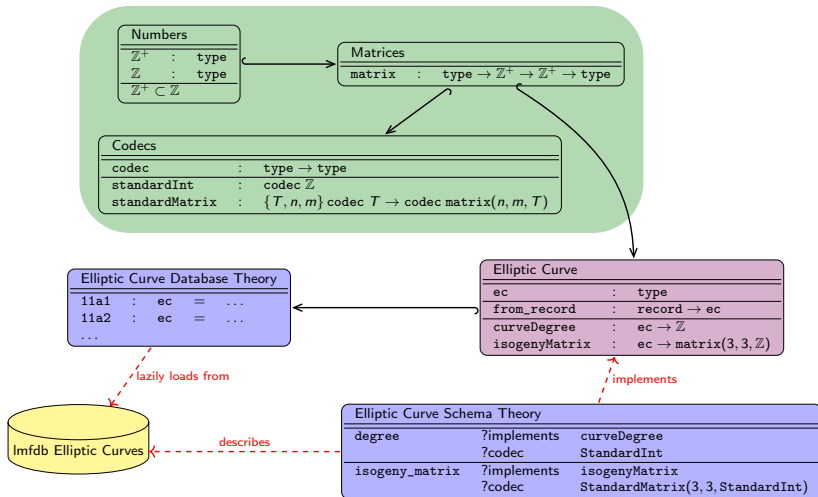 Numbers
ℤ⁺ : type
ℤ : type
ℤ⁺ ⊂ ℤ
Matrices
matrix : type → ℤ⁺ → ℤ⁺ → type
Codecs
codec : type → type
standardInt : codec ℤ
standardMatrix : {T, n, m} codec T → codec matrix(n, m, T)
Elliptic Curve Database Theory
11a1 : ec = ...
11a2 : ec = ...
...
Elliptic Curve
ec : type
from_record : record → ec
curveDegree : ec → ℤ
isogenyMatrix : ec → matrix(3, 3, ℤ)
lazily loads from
implements
lmfdb Elliptic Curves
describes
Elliptic Curve Schema Theory
degree ?implements curveDegree
?codec StandardInt
isogeny_matrix ?implements isogenyMatrix
?codec StandardMatrix(3, 3, StandardInt)